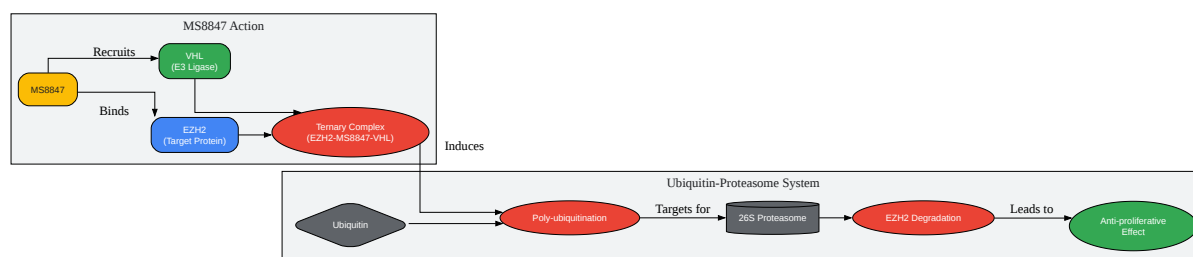 MS8847 Action
Recruits
VHL
(E3 Ligase)
MS8847
Binds
EZH2
(Target Protein)
Ternary Complex
(EZH2-MS8847-VHL)
Induces
Ubiquitin-Proteasome System
Ubiquitin
Poly-ubiquitination
Targets for
26S Proteasome
EZH2 Degradation
Leads to
Anti-proliferative
Effect